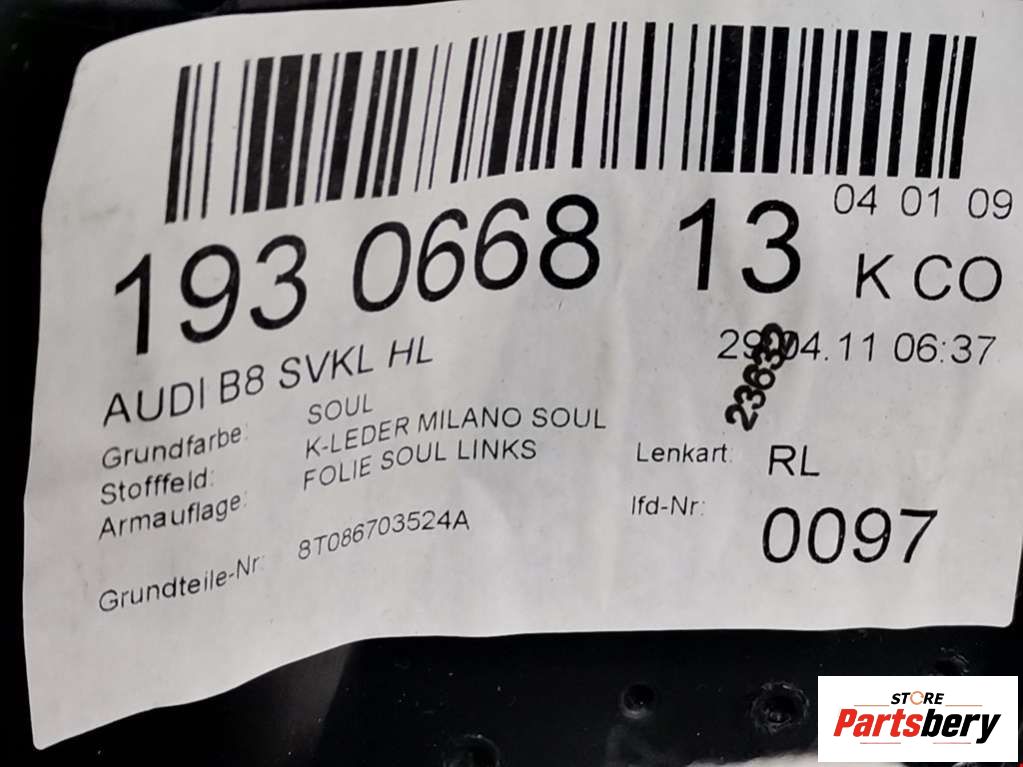 193 0668 13
04 01 09
K CO
29.04.11 06:37
23633
AUDI B8 SVKL HL
Grundfarbe: SOUL
Stofffeld: K-LEDER MILANO SOUL
Armauflage: FOLIE SOUL LINKS
Grundteile-Nr: 8T086703524A
Lenkart: RL
lfd-Nr: 0097
STORE
Partsbery